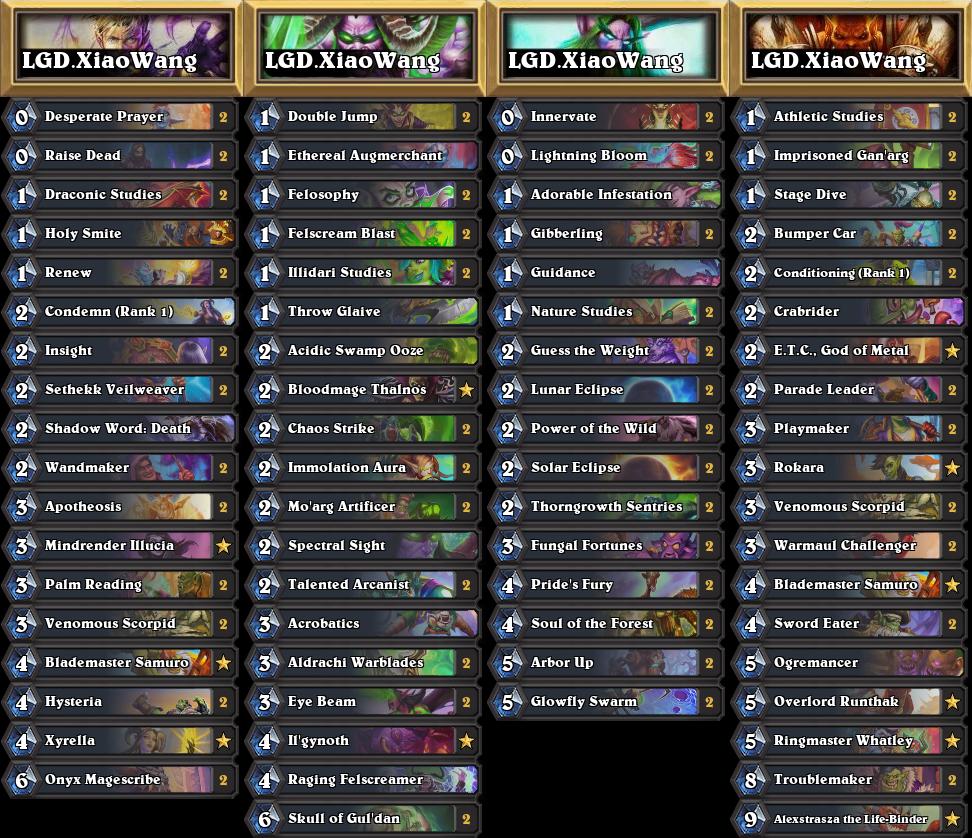 LGD.XiaoWang
0 Desperate Prayer 2
0 Raise Dead 2
1 Draconic Studies 2
1 Holy Smite
1 Renew 2
2 Condemn (Rank 1)
2 Insight 2
2 Sethekk Veilweaver 2
2 Shadow Word: Death
2 Wandmaker 2
3 Apotheosis 2
3 Mindrender Illucia
3 Palm Reading 2
3 Venomous Scorpid 2
4 Blademaster Samuro
4 Hysteria 2
4 Xyrella
6 Onyx Magescribe 2
LGD.XiaoWang
1 Double Jump 2
1 Ethereal Augmerchant
1 Felosophy 2
1 Felscream Blast 2
1 Illidari Studies 2
1 Throw Glaive
2 Acidic Swamp Ooze
2 Bloodmage Thalnos
2 Chaos Strike 2
2 Immolation Aura 2
2 Mo'arg Artificer 2
2 Spectral Sight
2 Talented Arcanist 2
3 Acrobatics
3 Aldrachi Warblades 2
3 Eye Beam 2
4 Il'gynoth
4 Raging Felscreamer
6 Skull of Gul'dan 2
LGD.XiaoWang
0 Innervate 2
0 Lightning Bloom 2
1 Adorable Infestation
1 Gibberling 2
1 Guidance
1 Nature Studies 2
2 Guess the Weight 2
2 Lunar Eclipse 2
2 Power of the Wild 2
2 Solar Eclipse 2
2 Thorngrowth Sentries 2
3 Fungal Fortunes 2
4 Pride's Fury 2
4 Soul of the Forest 2
5 Arbor Up 2
5 Glowfly Swarm 2
LGD.XiaoWang
1 Athletic Studies 2
1 Imprisoned Gan'arg 2
1 Stage Dive 2
2 Bumper Car 2
2 Conditioning (Rank 1) 2
2 Crabrider
2 E.T.C., God of Metal
2 Parade Leader 2
3 Playmaker 2
3 Rokara
3 Venomous Scorpid 2
3 Warmaul Challenger 2
4 Blademaster Samuro
4 Sword Eater 2
5 Ogremancer
5 Overlord Runthak
5 Ringmaster Whatley
8 Troublemaker 2
9 Alexstrasza the Life-Binder